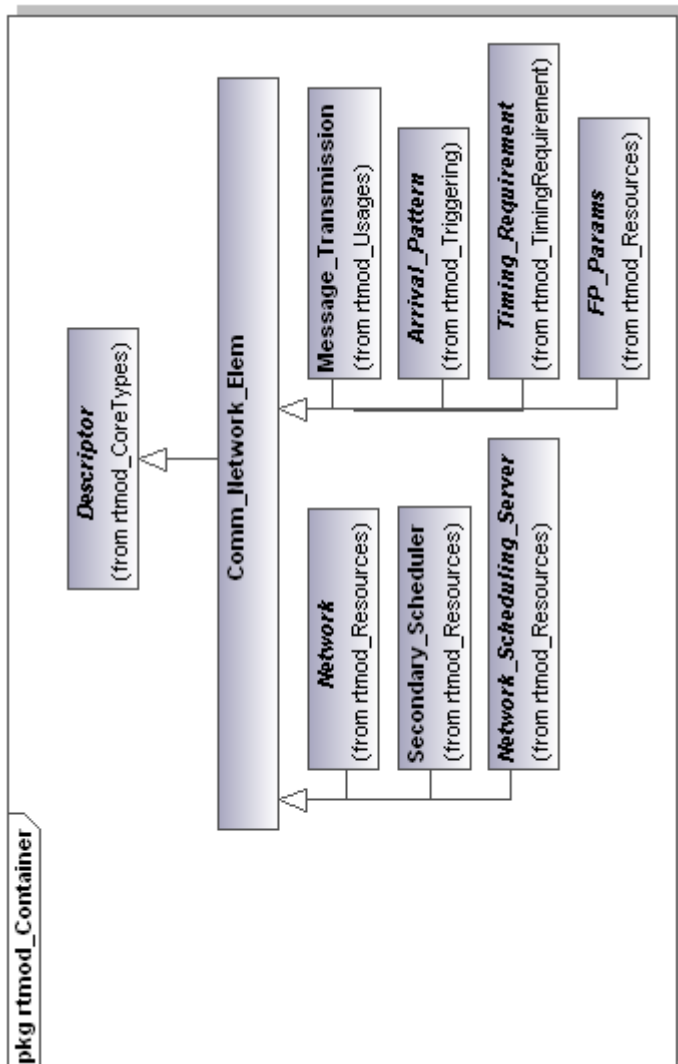 pkg rtmod_Container
Descriptor
(from rtmod_CoreTypes)
Comm_Network_Elem
Network
(from rtmod_Resources)
Secondary_Scheduler
(from rtmod_Resources)
Network_Scheduling_Server
(from rtmod_Resources)
Message_Transmission
(from rtmod_Usages)
Arrival_Pattern
(from rtmod_Triggering)
Timing_Requirement
(from rtmod_TimingRequirement)
FP_Params
(from rtmod_Resources)